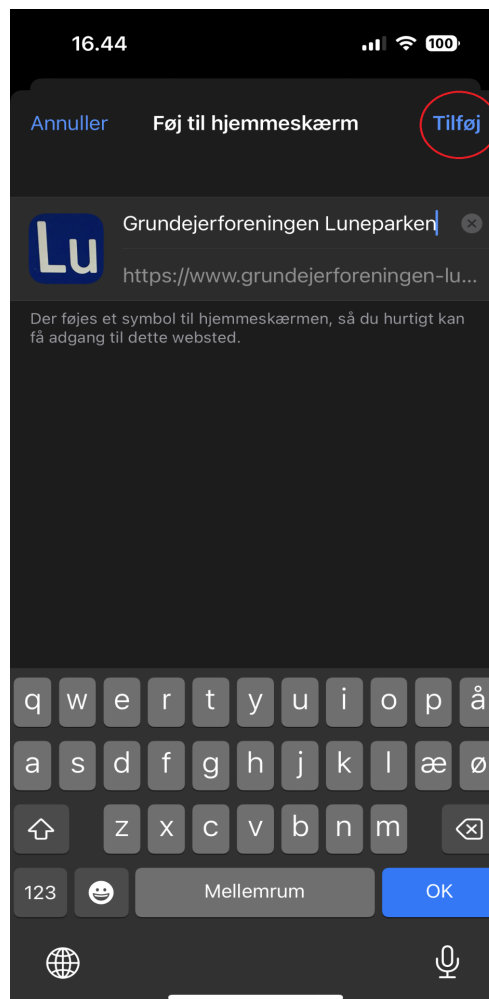 16.44
100
Annuller Føj til hjemmeskærm Tilføj
Lu
Grundejerforeningen Luneparken
https://www.grundejerforeningen-lu...
Der føjes et symbol til hjemmeskærmen, så du hurtigt kan
få adgang til dette websted.
q w e r t y u i o p å
a s d f g h j k l æ ø
z x c v b n m
123 Mellemrum OK